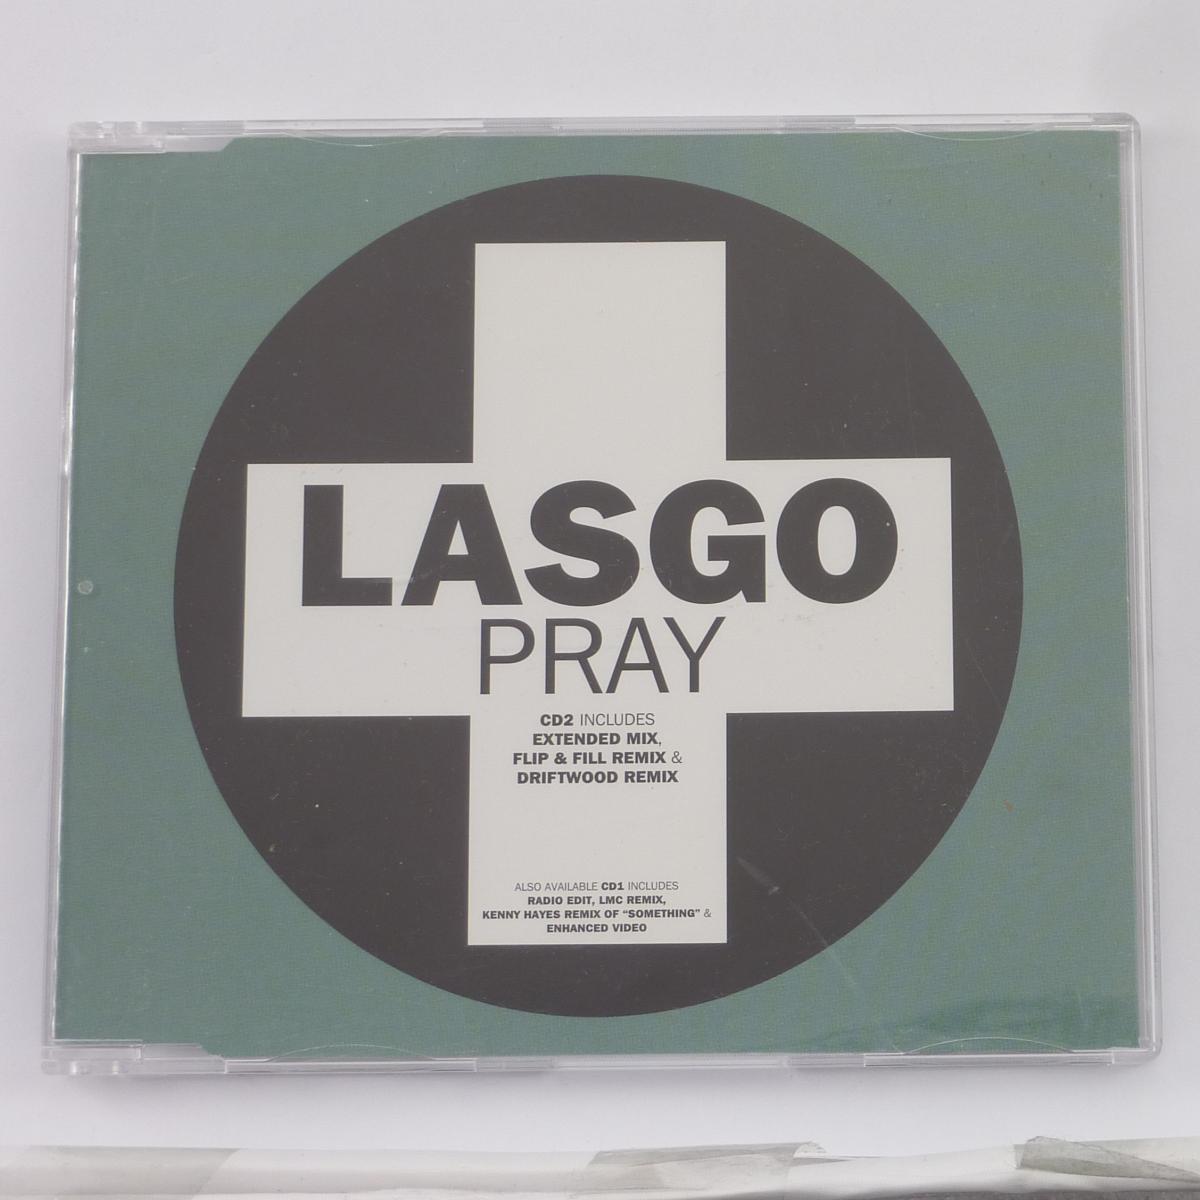 LASGO
PRAY
CD2 INCLUDES
EXTENDED MIX,
FLIP & FILL REMIX &
DRIFTWOOD REMIX
ALSO AVAILABLE CD1 INCLUDES
RADIO EDIT, LMC REMIX,
KENNY HAYES REMIX OF “SOMETHING” &
ENHANCED VIDEO